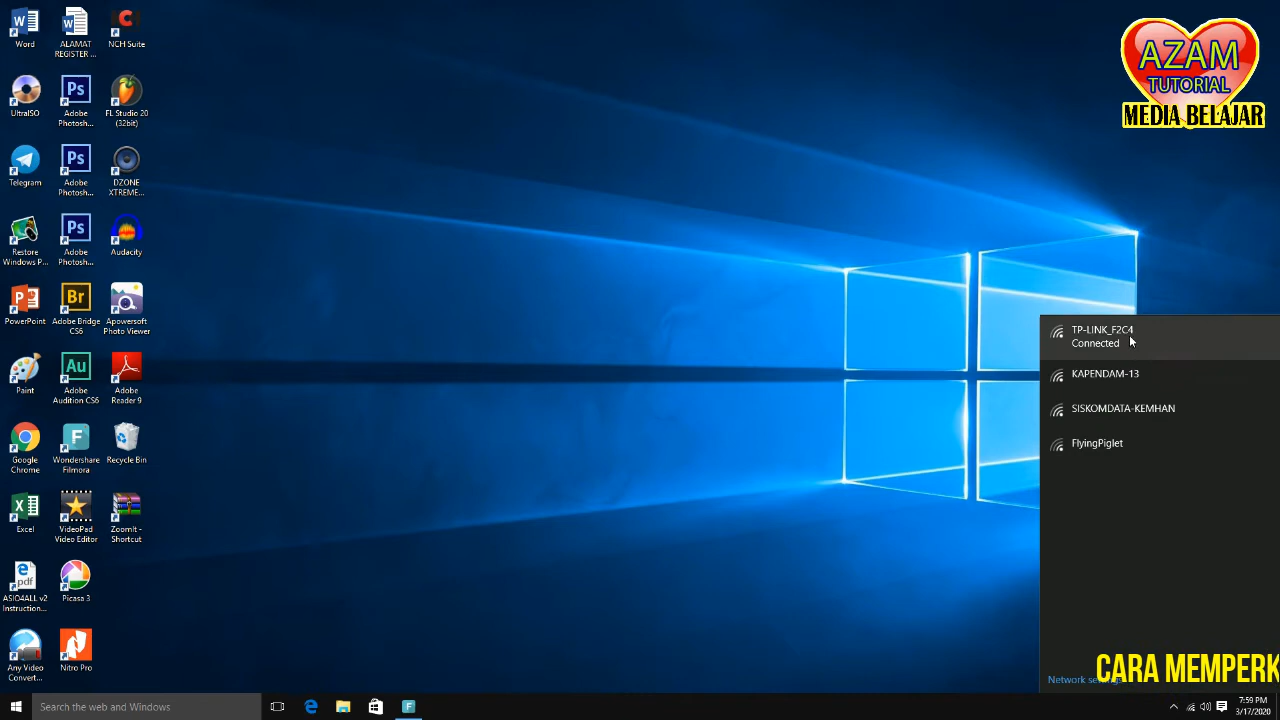 Word
ALAMAT
REGISTER ...
NCH Suite
UltraISO
Adobe
Photosh...
FL Studio 20
(32bit)
Telegram
Adobe
Photosh...
DZONE
XTREME...
Restore
Windows P...
Adobe
Photosh...
Audacity
PowerPoint
Adobe Bridge
CS6
Apowersoft
Photo Viewer
Paint
Adobe
Audition CS6
Adobe
Reader 9
Google
Chrome
Wondershare
Filmora
Recycle Bin
Excel
VideoPad
Video Editor
ZoomIt -
Shortcut
ASIO4ALL v2
Instruction...
Picasa 3
Any Video
Convert...
Nitro Pro
AZAM
TUTORIAL
MEDIA BELAJAR
TP-LINK_F2C4
Connected
KAPENDAM-13
SISKOMDATA-KEMHAN
FlyingPiglet
Network settings
CARA MEMPERK
Search the web and Windows
7:59 PM
3/17/2020